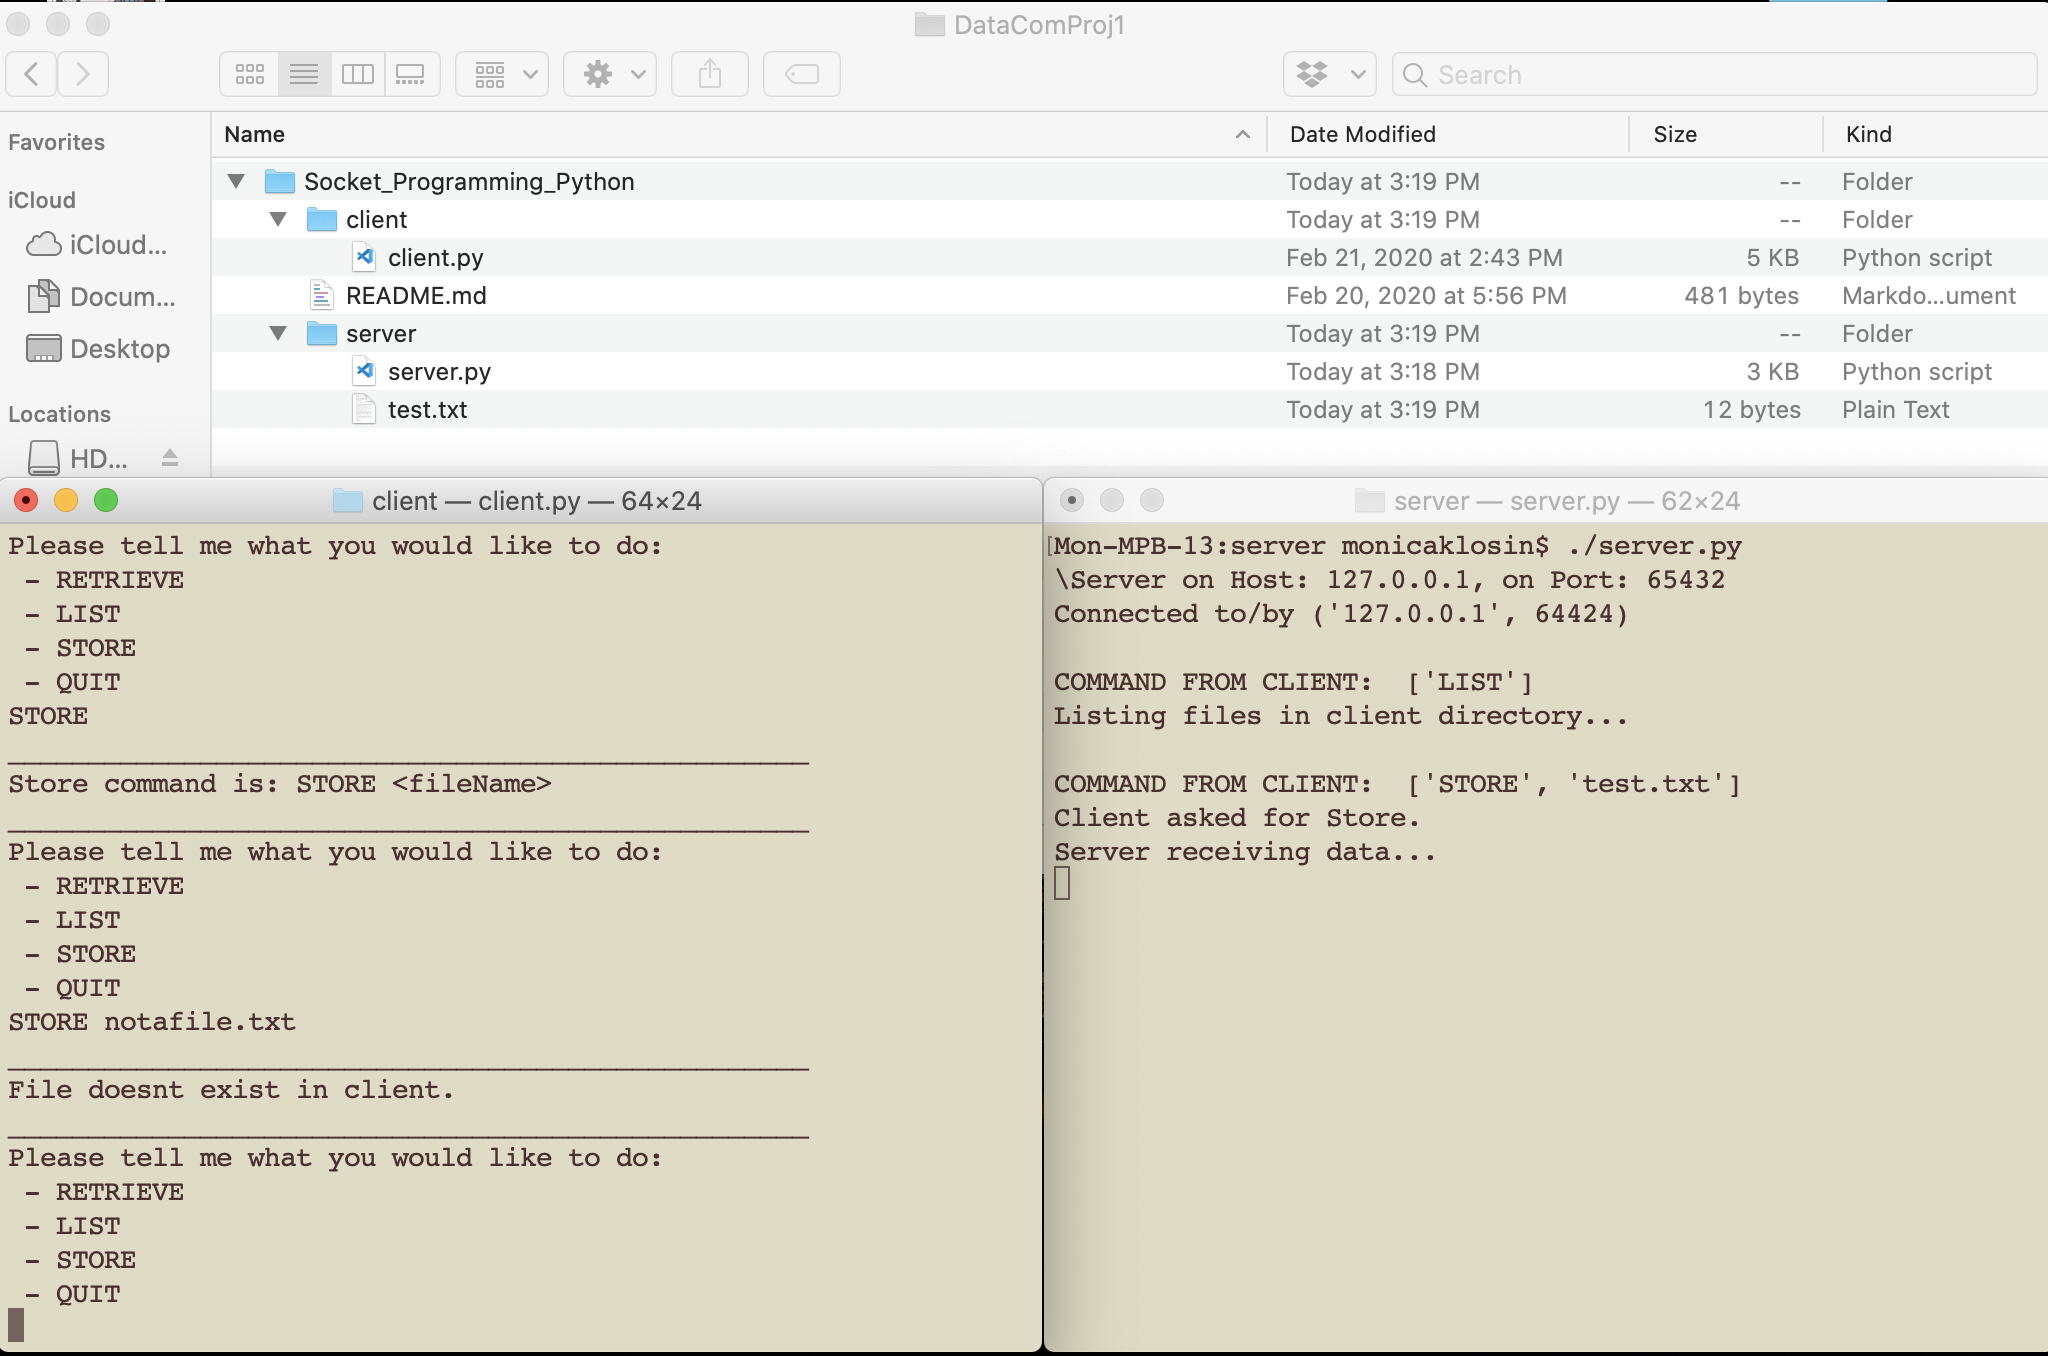 DataComProj1
Search
Favorites
iCloud
iCloud...
Docum...
Desktop
Locations
HD...
Name Date Modified Size Kind
Socket_Programming_Python Today at 3:19 PM -- Folder
client Today at 3:19 PM -- Folder
client.py Feb 21, 2020 at 2:43 PM 5 KB Python script
README.md Feb 20, 2020 at 5:56 PM 481 bytes Markdo...ument
server Today at 3:19 PM -- Folder
server.py Today at 3:18 PM 3 KB Python script
test.txt Today at 3:19 PM 12 bytes Plain Text
client — client.py — 64×24
Please tell me what you would like to do:
- RETRIEVE
- LIST
- STORE
- QUIT
STORE
__________________________________________________
Store command is: STORE <fileName>
__________________________________________________
Please tell me what you would like to do:
- RETRIEVE
- LIST
- STORE
- QUIT
STORE notafile.txt
__________________________________________________
File doesnt exist in client.
__________________________________________________
Please tell me what you would like to do:
- RETRIEVE
- LIST
- STORE
- QUIT
server — server.py — 62×24
[Mon-MPB-13:server monicaklosin$ ./server.py
\Server on Host: 127.0.0.1, on Port: 65432
Connected to/by ('127.0.0.1', 64424)
COMMAND FROM CLIENT:  ['LIST']
Listing files in client directory...
COMMAND FROM CLIENT:  ['STORE', 'test.txt']
Client asked for Store.
Server receiving data...